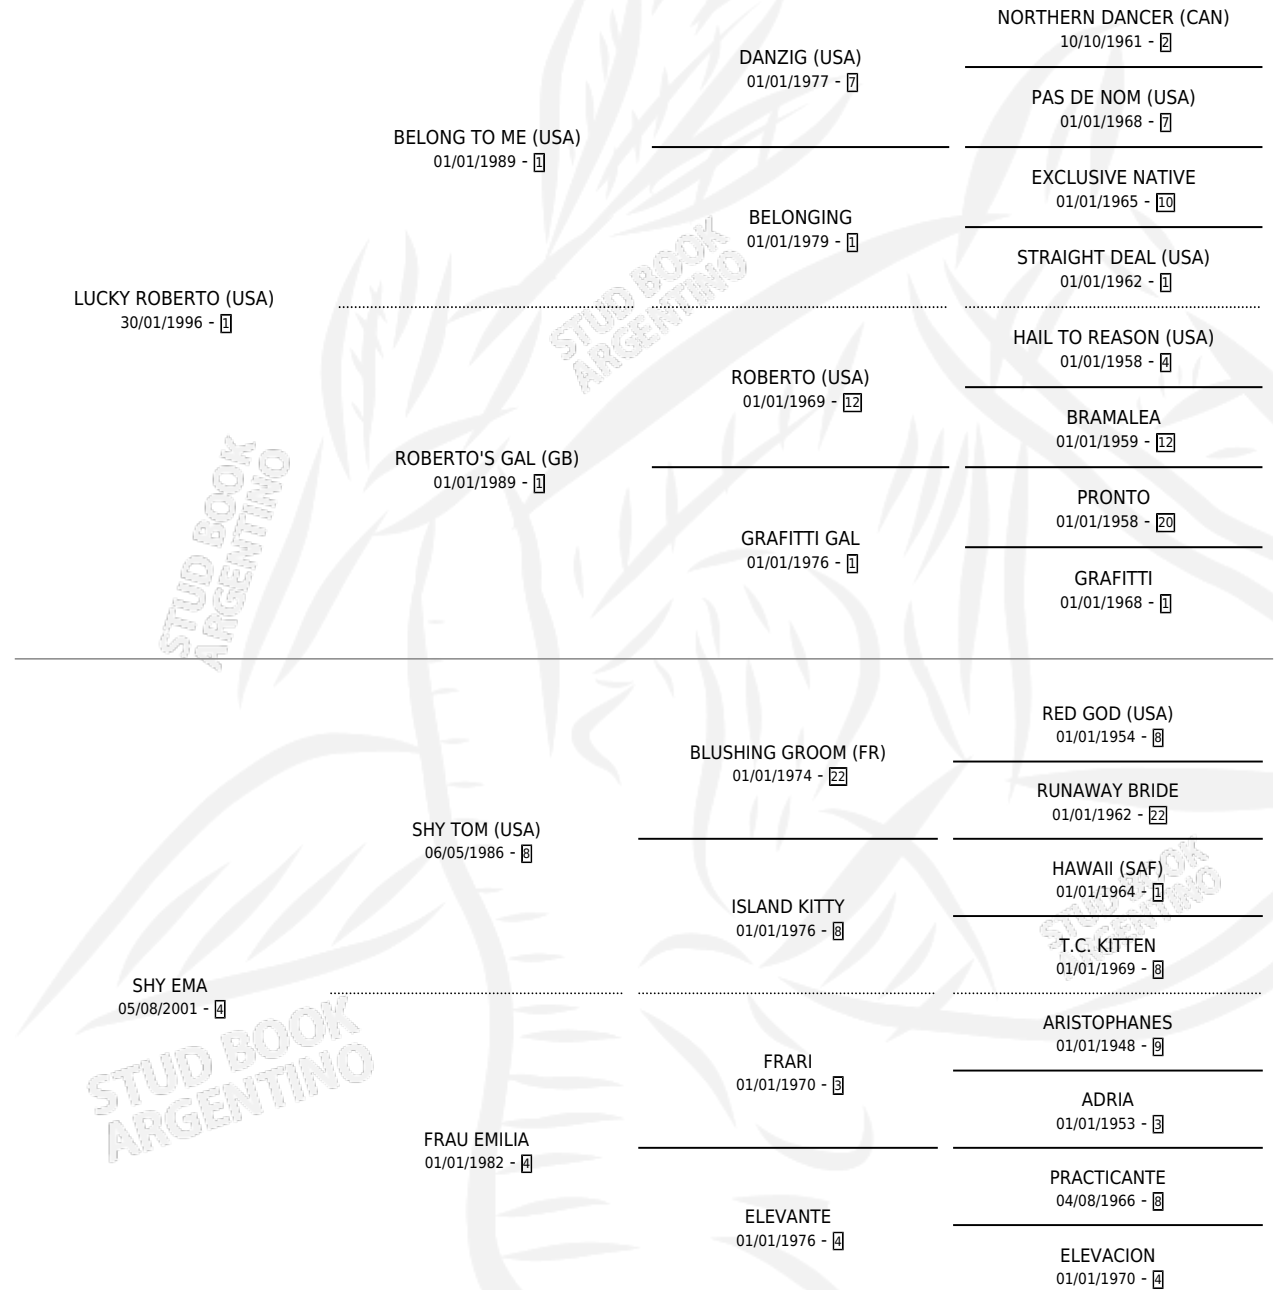 NORTHERN DANCER (CAN)
10/10/1961 - 2
DANZIG (USA)
01/01/1977 - 7
PAS DE NOM (USA)
01/01/1968 - 7
BELONG TO ME (USA)
01/01/1989 - 1
EXCLUSIVE NATIVE
01/01/1965 - 10
BELONGING
01/01/1979 - 1
STRAIGHT DEAL (USA)
01/01/1962 - 1
LUCKY ROBERTO (USA)
30/01/1996 - 1
HAIL TO REASON (USA)
01/01/1958 - 4
ROBERTO (USA)
01/01/1969 - 12
BRAMALEA
01/01/1959 - 12
ROBERTO'S GAL (GB)
01/01/1989 - 1
PRONTO
01/01/1958 - 20
GRAFITTI GAL
01/01/1976 - 1
GRAFITTI
01/01/1968 - 1
RED GOD (USA)
01/01/1954 - 8
BLUSHING GROOM (FR)
01/01/1974 - 22
RUNAWAY BRIDE
01/01/1962 - 22
SHY TOM (USA)
06/05/1986 - 8
HAWAII (SAF)
01/01/1964 - 1
ISLAND KITTY
01/01/1976 - 8
T.C. KITTEN
01/01/1969 - 8
SHY EMA
05/08/2001 - 4
ARISTOPHANES
01/01/1948 - 9
FRARI
01/01/1970 - 3
ADRIA
01/01/1953 - 3
FRAU EMILIA
01/01/1982 - 4
PRACTICANTE
04/08/1966 - 8
ELEVANTE
01/01/1976 - 4
ELEVACION
01/01/1970 - 4
STUD BOOK
ARGENTINO
STUD BOOK
ARGENTINO
STUD BOOK
ARGENTINO
STUD BOOK
ARGENTINO